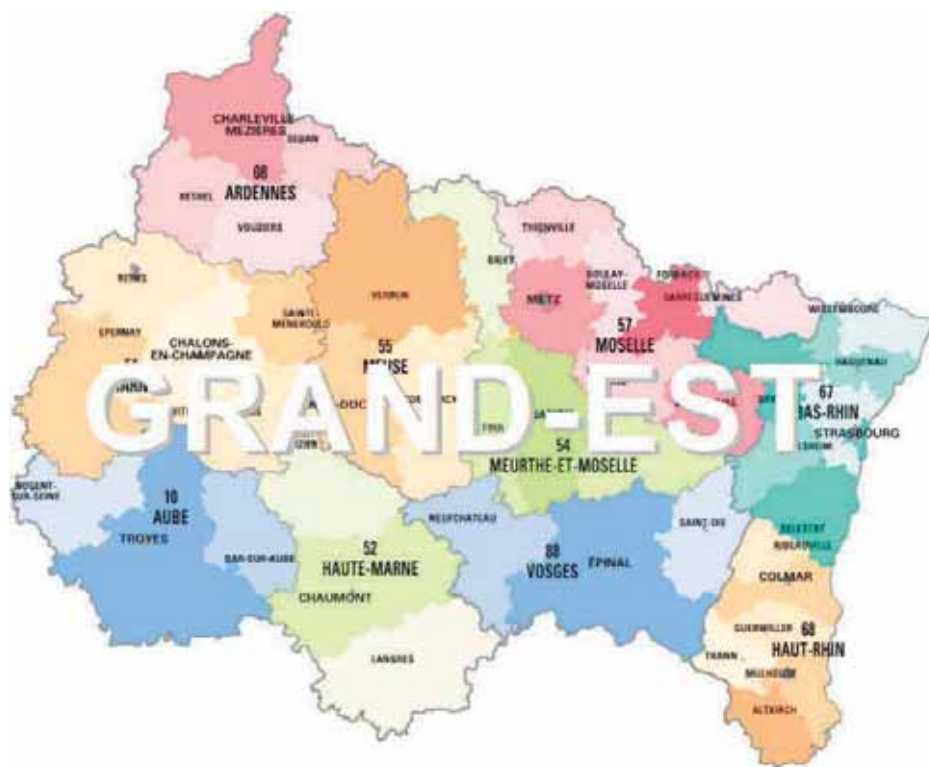 CHARLEVILLE
MEZIERES
SEDAN
08
ARDENNES
RETHEL
VOUZIERS
THIONVILLE
BRIEY
BOULAY-
MOSELLE
FORBACH
SARREGUEMINES
METZ
VERDUN
REIMS
WISSEMBOURG
SAINTE-
MENEHOULD
EPERNAY
57
MOSELLE
CHALONS-
EN-CHAMPAGNE
55
MEUSE
HAGUENAU
67
BAS-RHIN
GRAND-EST
STRASBOURG
TOUL
54
MEURTHE-ET-MOSELLE
NOGENT-
SUR-SEINE
10
AUBE
TROYES
NEUFCHATEAU
SAINT-DIE
BAR-SUR-AUBE
52
HAUTE-MARNE
88
VOSGES
EPINAL
SELESTAT
RIBEAUVILLE
COLMAR
CHAUMONT
GUEBWILLER
68
HAUT-RHIN
LANGRES
THANN
MULHOUSE
ALTKIRCH